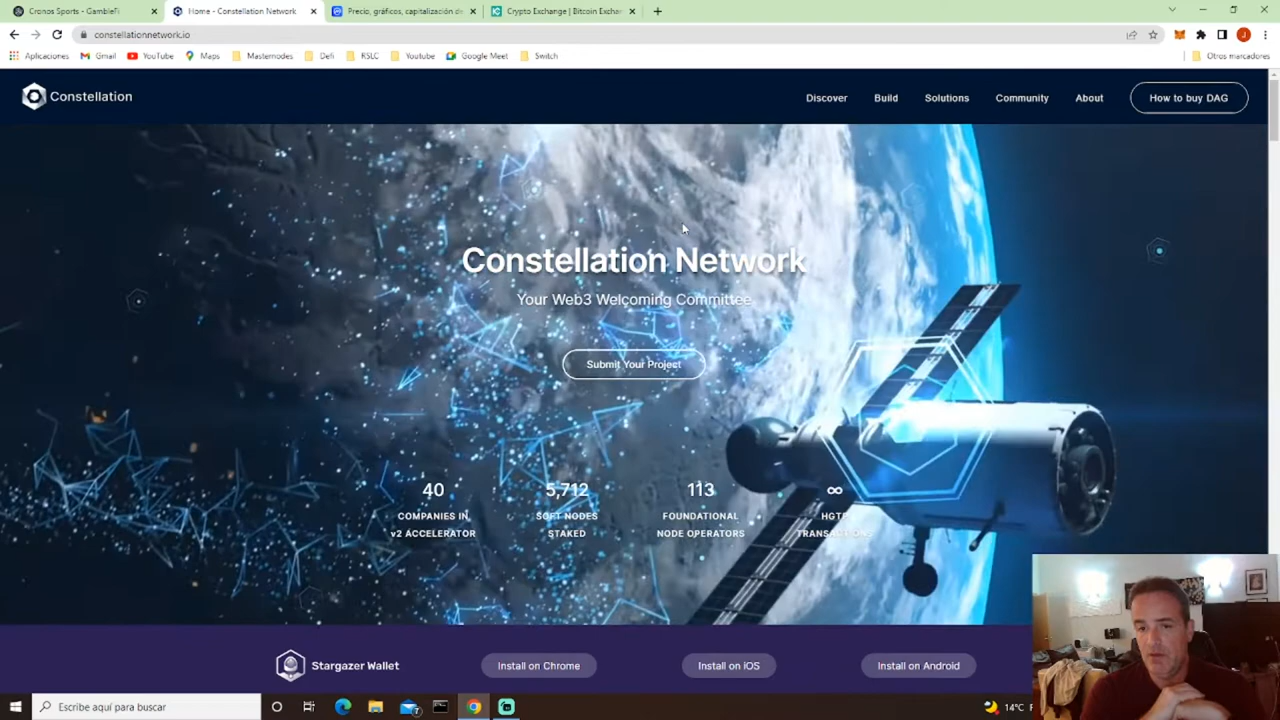 Cronos Sports - GambleFi
Home - Constellation Network
Precio, gráficos, capitalización de
Crypto Exchange | Bitcoin Exchan
constellationnetwork.io
Aplicaciones Gmail YouTube Maps Masternodes Defi RSLC Youtube Google Meet Switch Otros marcadores
Constellation
Discover Build Solutions Community About How to buy DAG
Constellation Network
Your Web3 Welcoming Committee
Submit Your Project
40 5,712 113 ∞
COMPANIES IN SOFT NODES FOUNDATIONAL HGTP
v2 ACCELERATOR STAKED NODE OPERATORS TRANSACTIONS
Stargazer Wallet Install on Chrome Install on iOS Install on Android
Escribe aquí para buscar
7
14°C